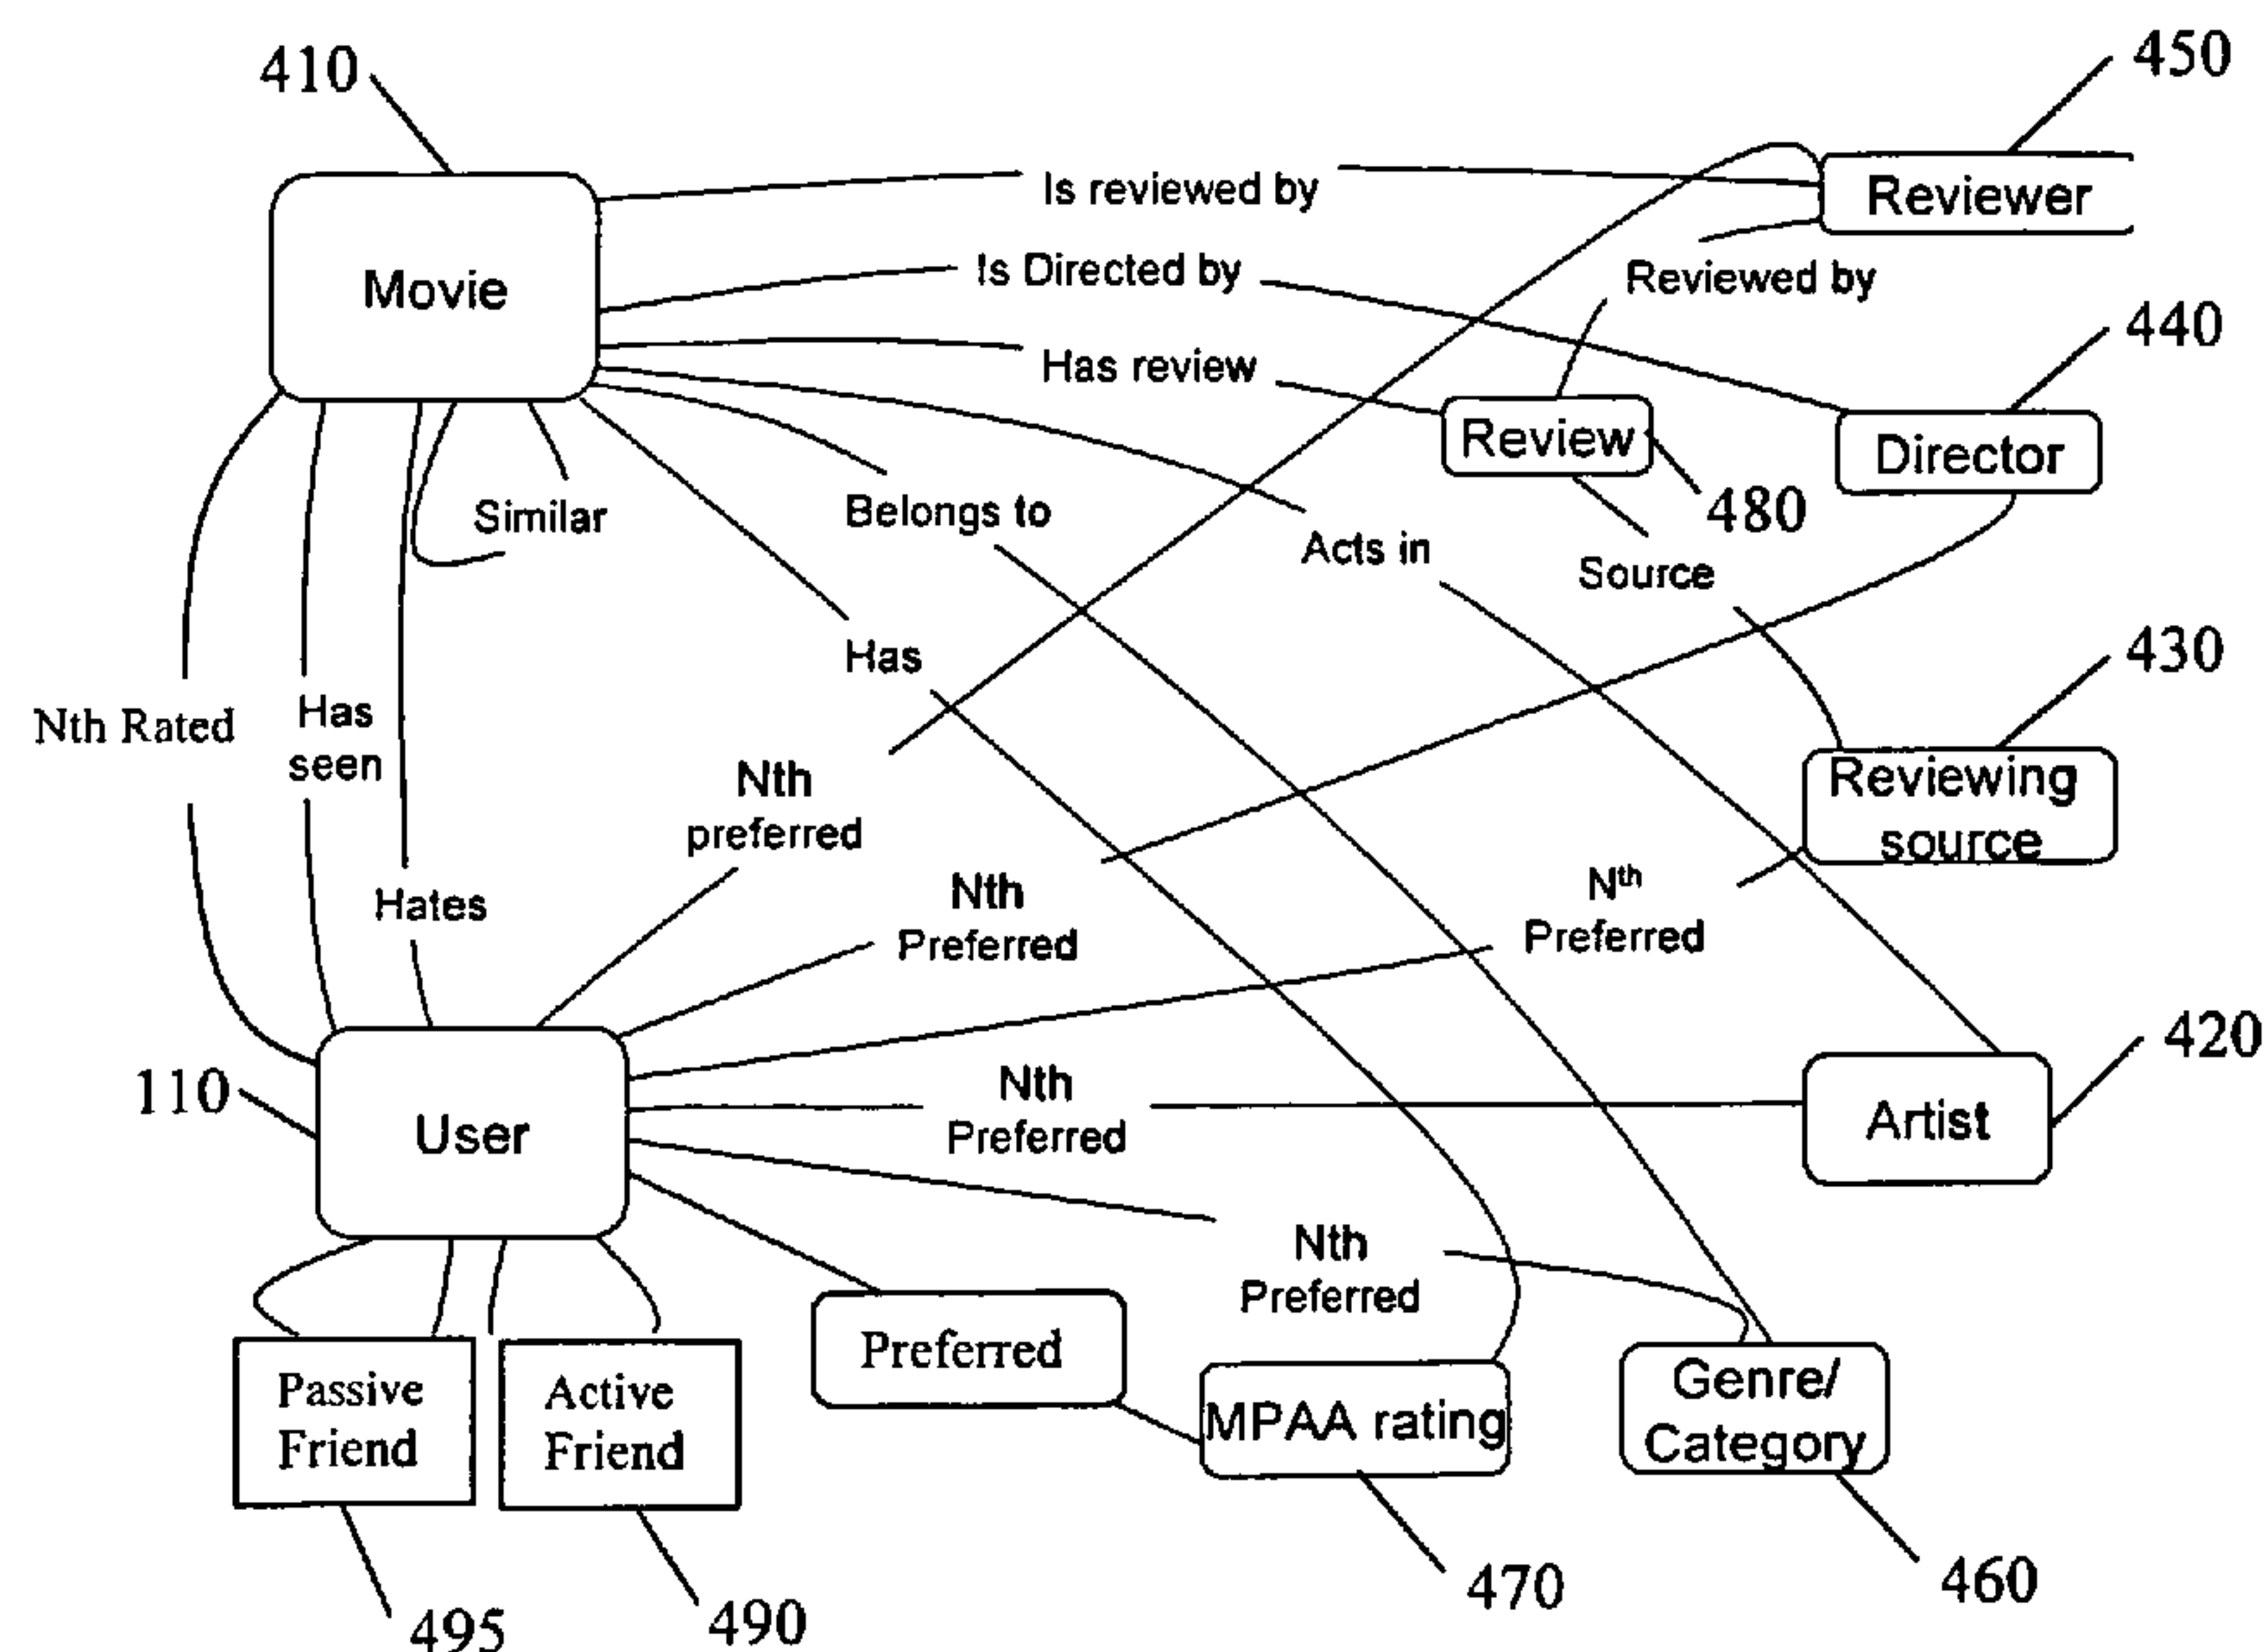 410
450
Is reviewed by
Reviewer
Is Directed by
Reviewed by
Movie
440
Has review
Review
Director
480
Similar
Belongs to
Acts in
Source
430
Has
Nth Rated
Has
seen
Reviewing
source
Nth
preferred
Nth
Preferred
Nth
Preferred
Hates
420
110
User
Nth
Preferred
Artist
Nth
Preferred
Preferred
Passive
Friend
Active
Friend
MPAA rating
Genre/
Category
470
460
495
490